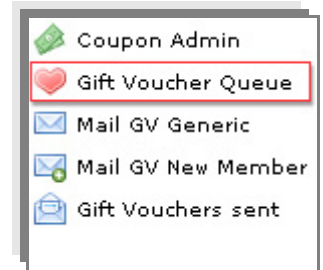 Coupon Admin
Gift Voucher Queue
Mail GV Generic
Mail GV New Member
Gift Vouchers sent